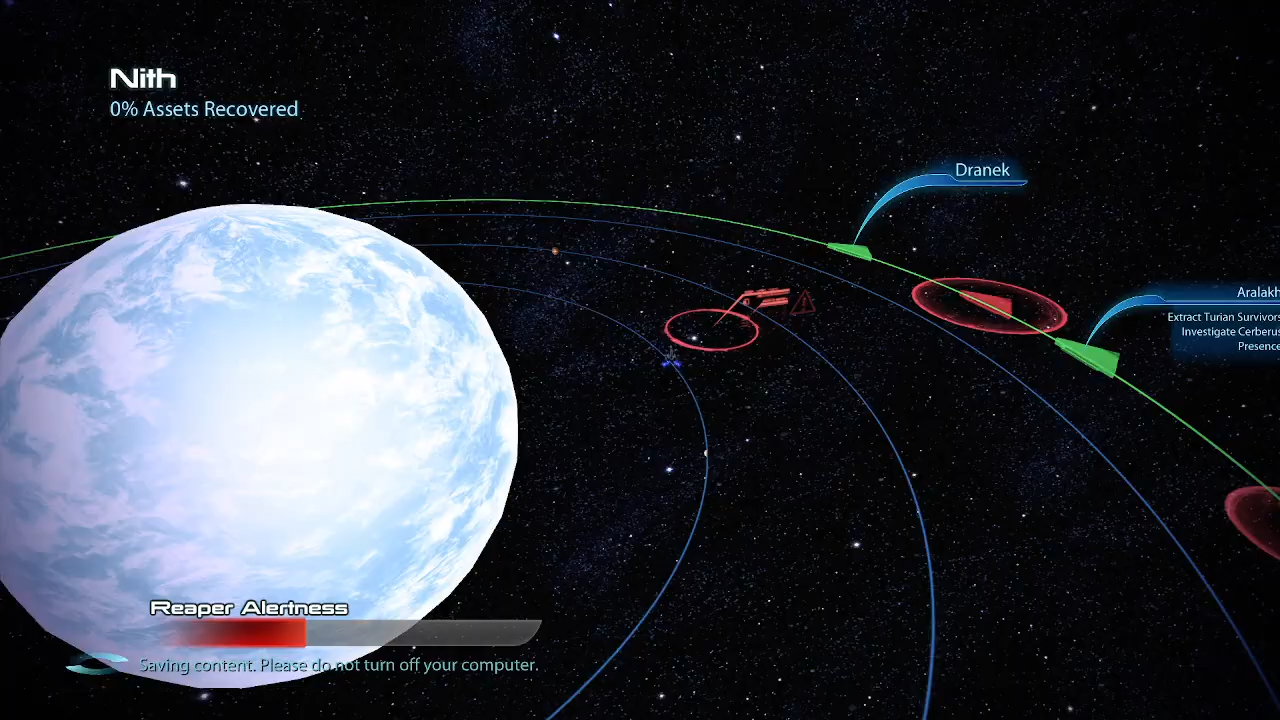 Nith
0% Assets Recovered
Dranek
Aralakh
Extract Turian Survivors
Investigate Cerberus
Presence
Reaper Alertness
Saving content. Please do not turn off your computer.